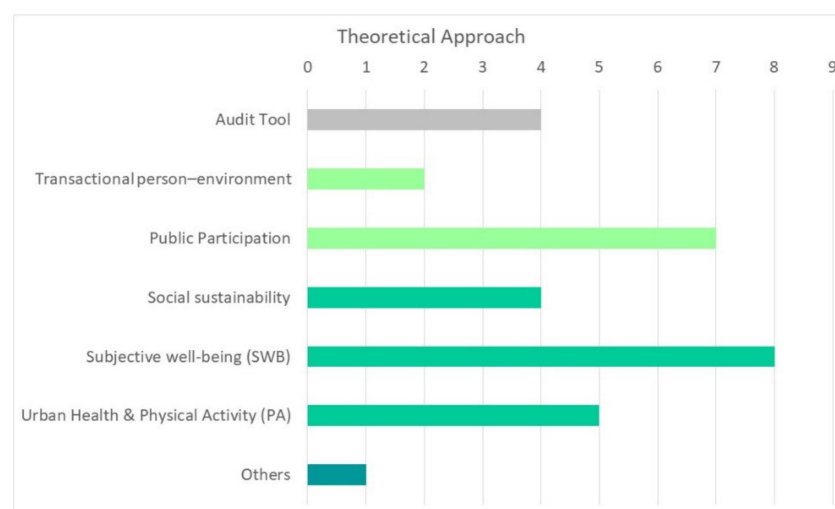 Theoretical Approach
0 1 2 3 4 5 6 7 8 9
Audit Tool
Transactional person–environment
Public Participation
Social sustainability
Subjective well-being (SWB)
Urban Health & Physical Activity (PA)
Others